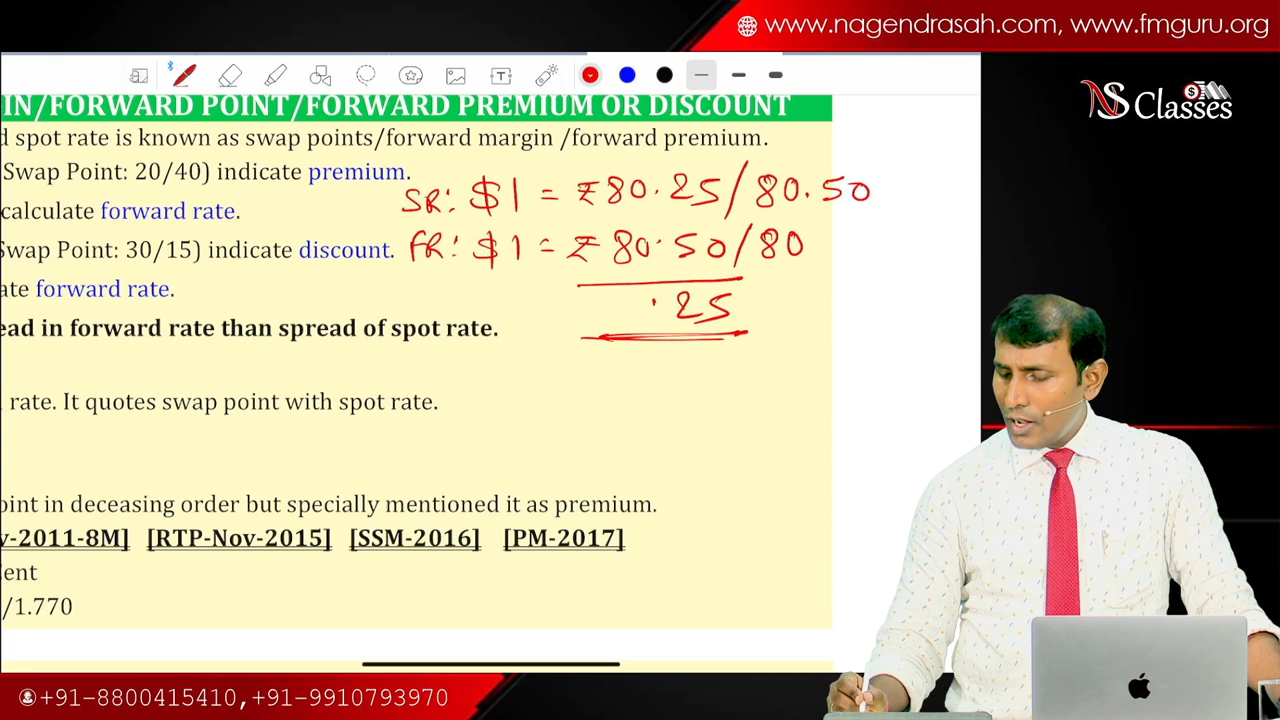 www.nagendrasah.com, www.fmguru.org
NS Classes
IN/FORWARD POINT/FORWARD PREMIUM OR DISCOUNT
d spot rate is known as swap points/forward margin /forward premium.
Swap Point: 20/40) indicate premium.
SR: $1 = ₹80.25/80.50
calculate forward rate.
Swap Point: 30/15) indicate discount.
FR: $1 = ₹80.50/80
ate forward rate.
.25
ead in forward rate than spread of spot rate.
rate. It quotes swap point with spot rate.
oint in deceasing order but specially mentioned it as premium.
v-2011-8M] [RTP-Nov-2015] [SSM-2016] [PM-2017]
Cent
/1.770
+91-8800415410,+91-9910793970